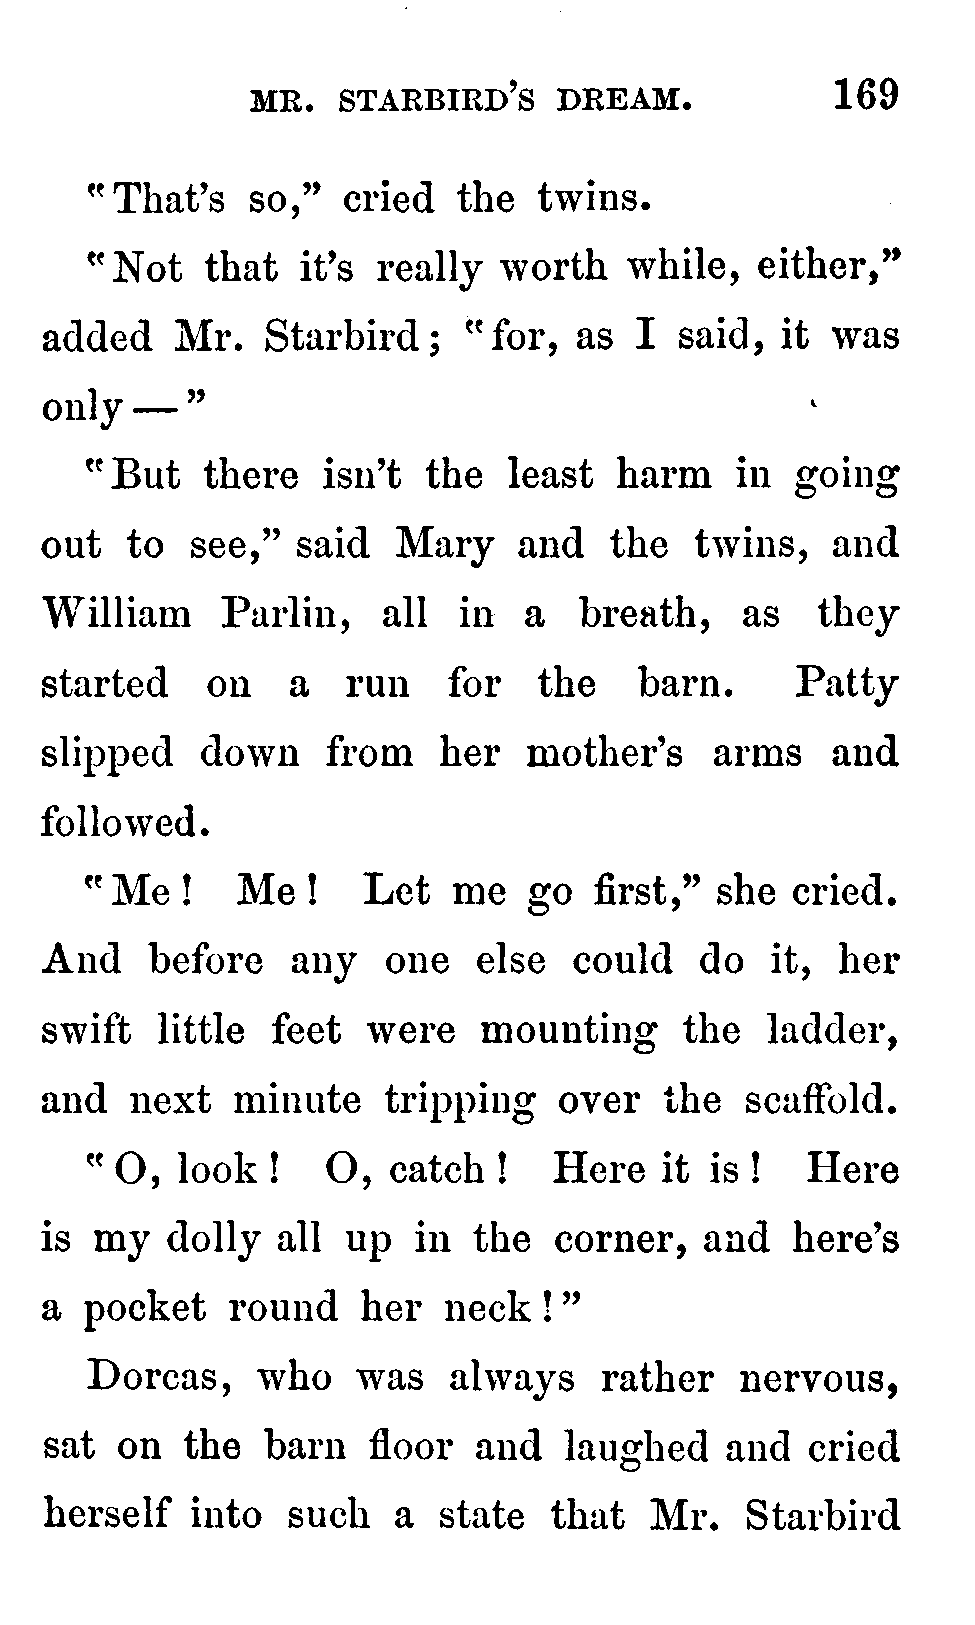 MR. STARBIRD'S DREAM. 169
"That's so," cried the twins.
"Not that it's really worth while, either,"
added Mr. Starbird; "for, as I said, it was
only — "
"But there isn't the least harm in going
out to see," said Mary and the twins, and
William Parlin, all in a breath, as they
started on a run for the barn. Patty
slipped down from her mother's arms and
followed.
"Me! Me! Let me go first," she cried.
And before any one else could do it, her
swift little feet were mounting the ladder,
and next minute tripping over the scaffold.
"O, look! O, catch! Here it is! Here
is my dolly all up in the corner, and here's
a pocket round her neck!"
Dorcas, who was always rather nervous,
sat on the barn floor and laughed and cried
herself into such a state that Mr. Starbird